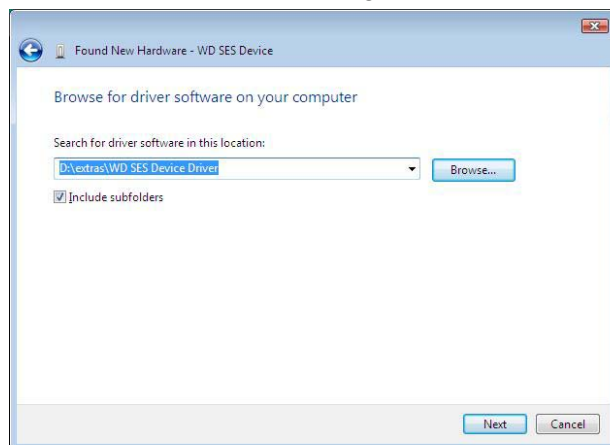 Found New Hardware - WD SES Device
Browse for driver software on your computer
Search for driver software in this location:
D:\extras\WD SES Device Driver
Browse...
Include subfolders
Next
Cancel